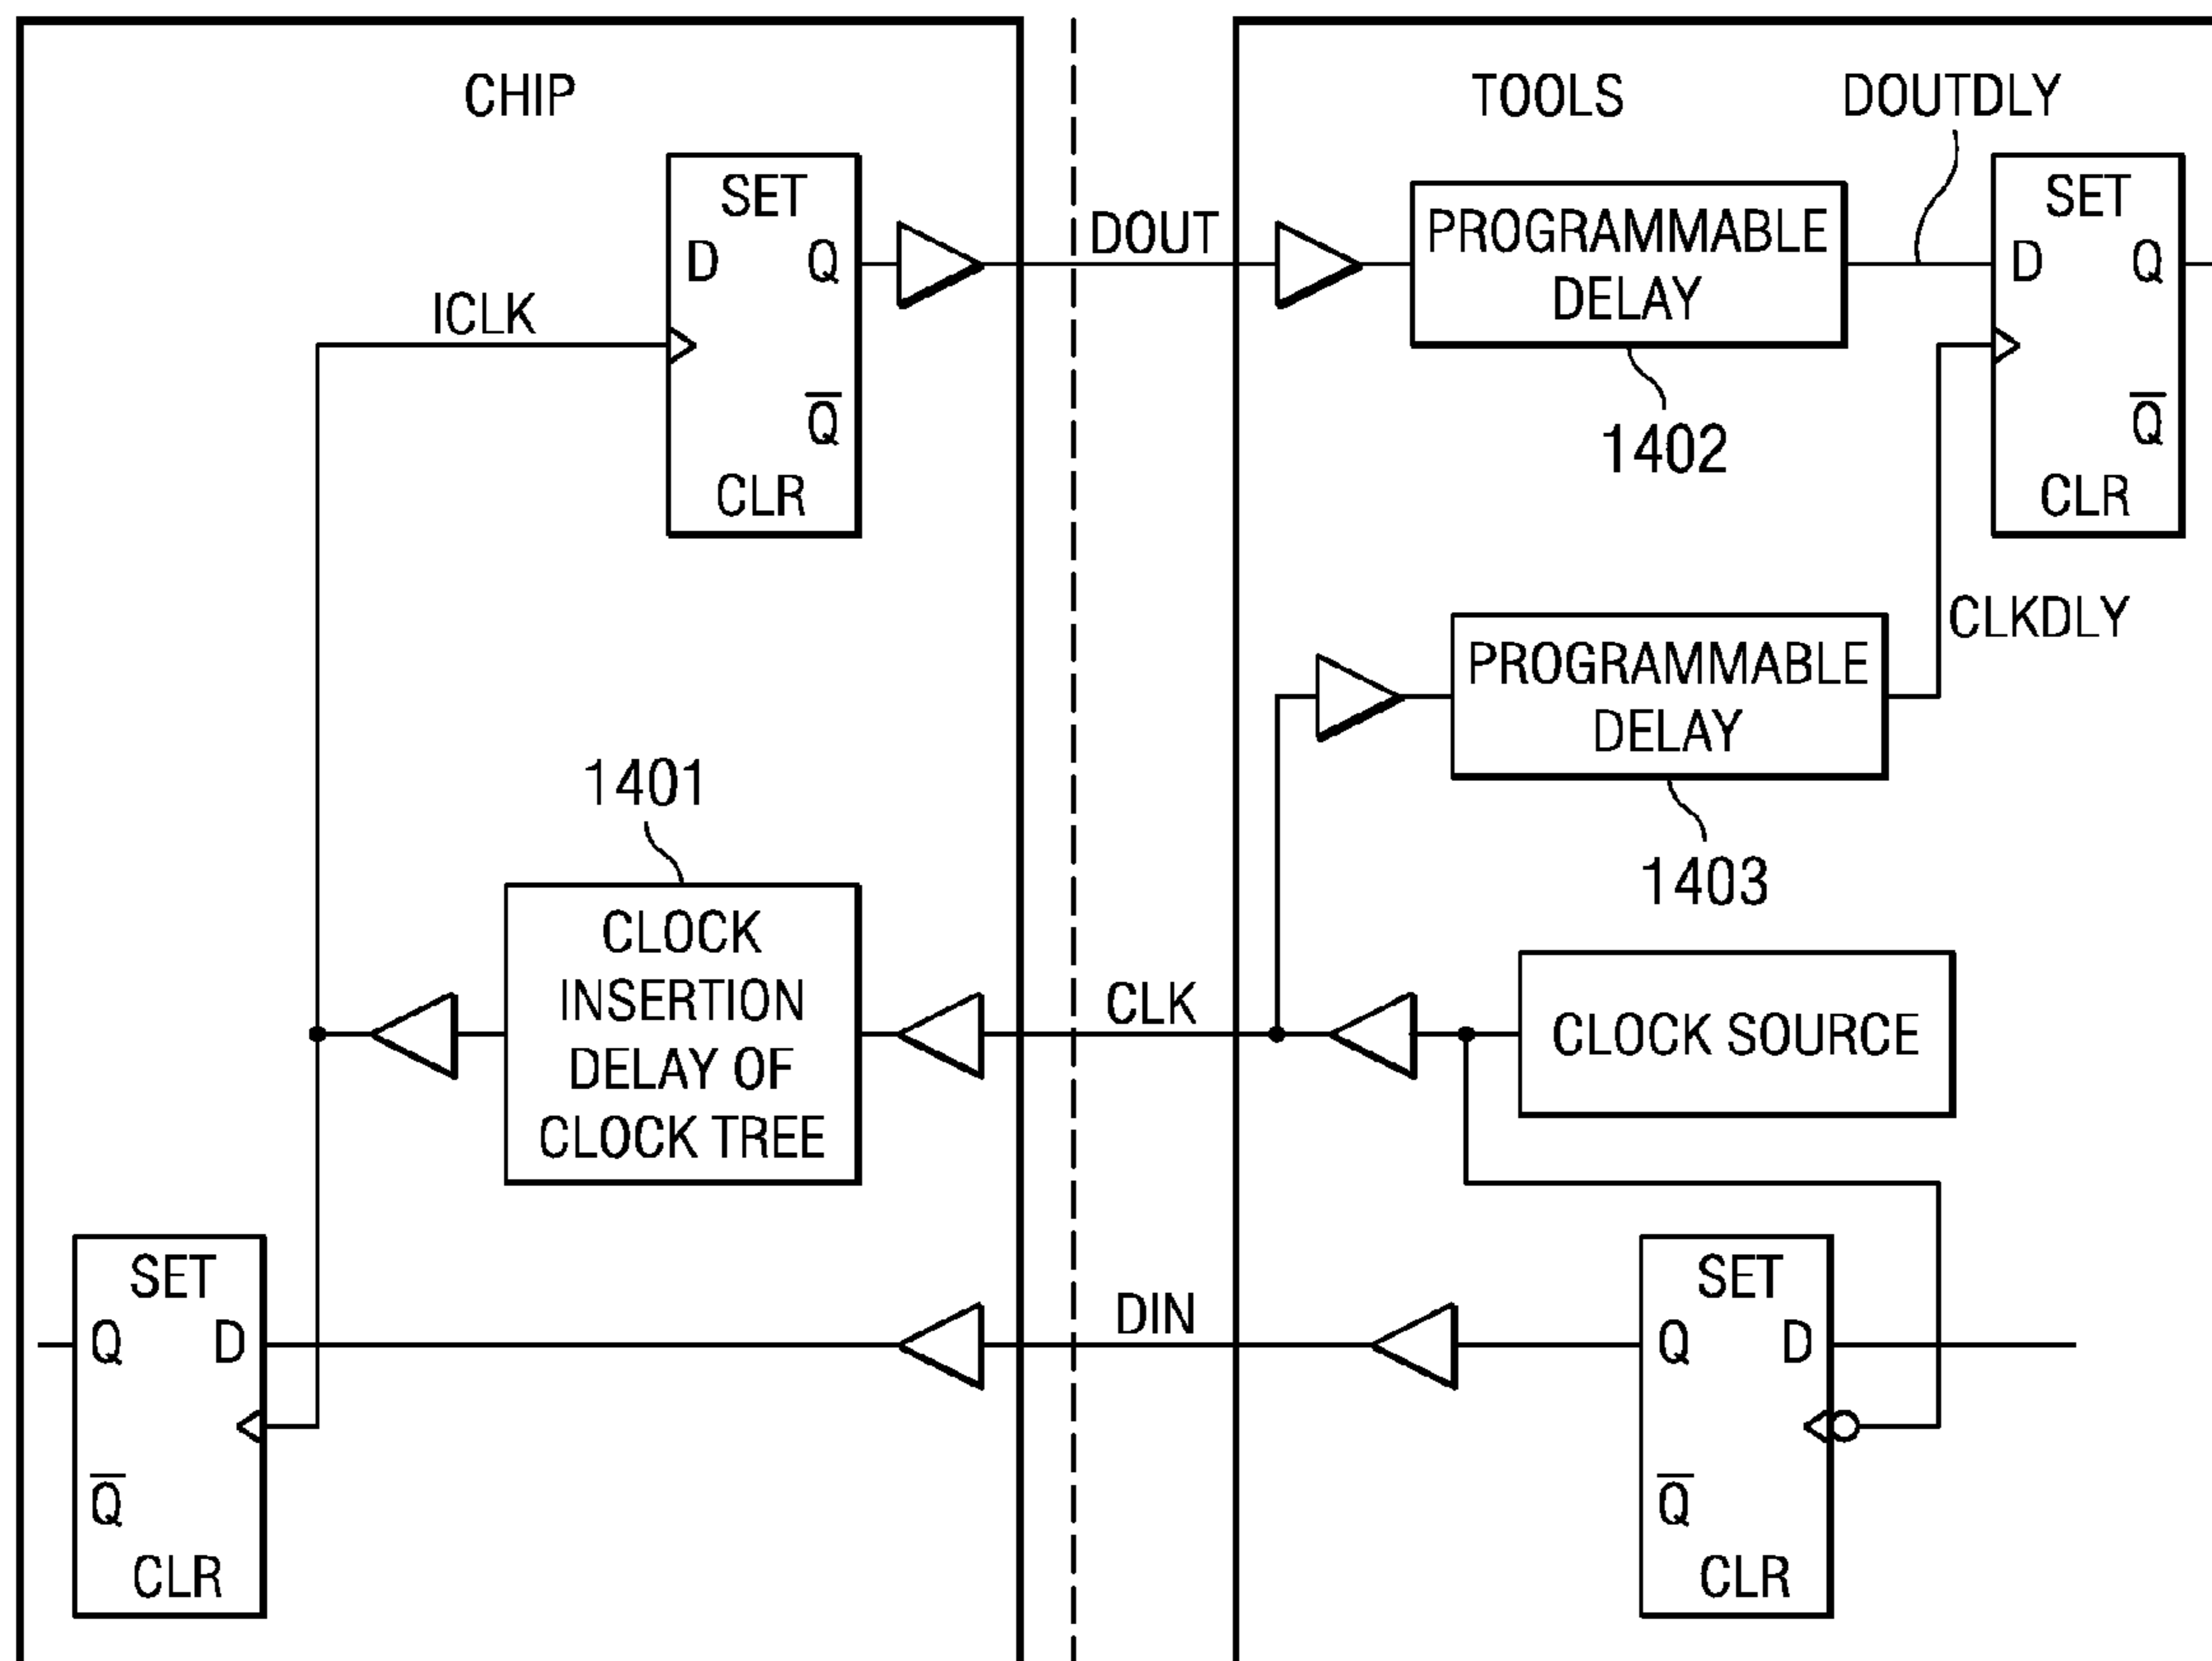 CHIP
TOOLS
DOUTDLY
SET
D Q
Q̅
CLR
ICLK
DOUT
PROGRAMMABLE
DELAY
1402
SET
D Q
Q̅
CLR
CLKDLY
PROGRAMMABLE
DELAY
1403
1401
CLOCK
INSERTION
DELAY OF
CLOCK TREE
CLK
CLOCK SOURCE
SET
Q D
Q̅
CLR
DIN
SET
Q D
Q̅
CLR